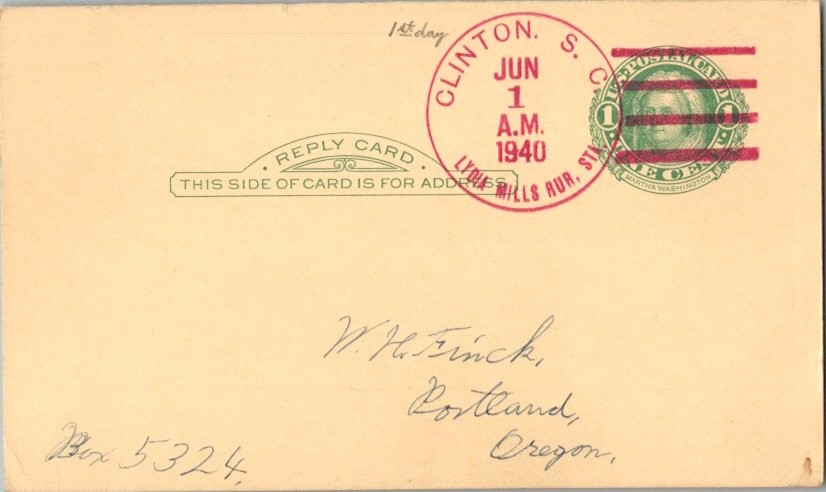 1st day
CLINTON. S. C.
JUN
1
A.M.
1940
LYDIA MILLS RUR. STA.
U.S. POSTAL CARD
1 1
ONE CENT
MARTHA WASHINGTON
REPLY CARD
THIS SIDE OF CARD IS FOR ADDRESS
W. H. Finck,
Portland,
Oregon,
Box 5324,